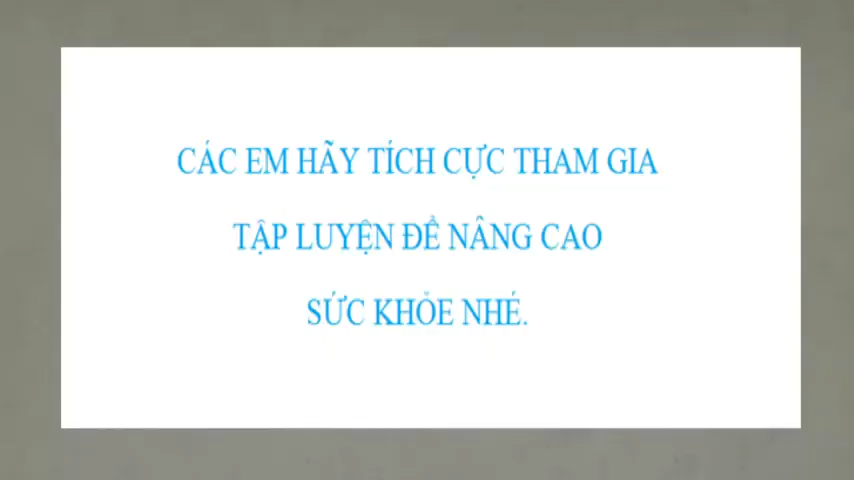 CÁC EM HÃY TÍCH CỰC THAM GIA
TẬP LUYỆN ĐỂ NÂNG CAO
SỨC KHỎE NHÉ.